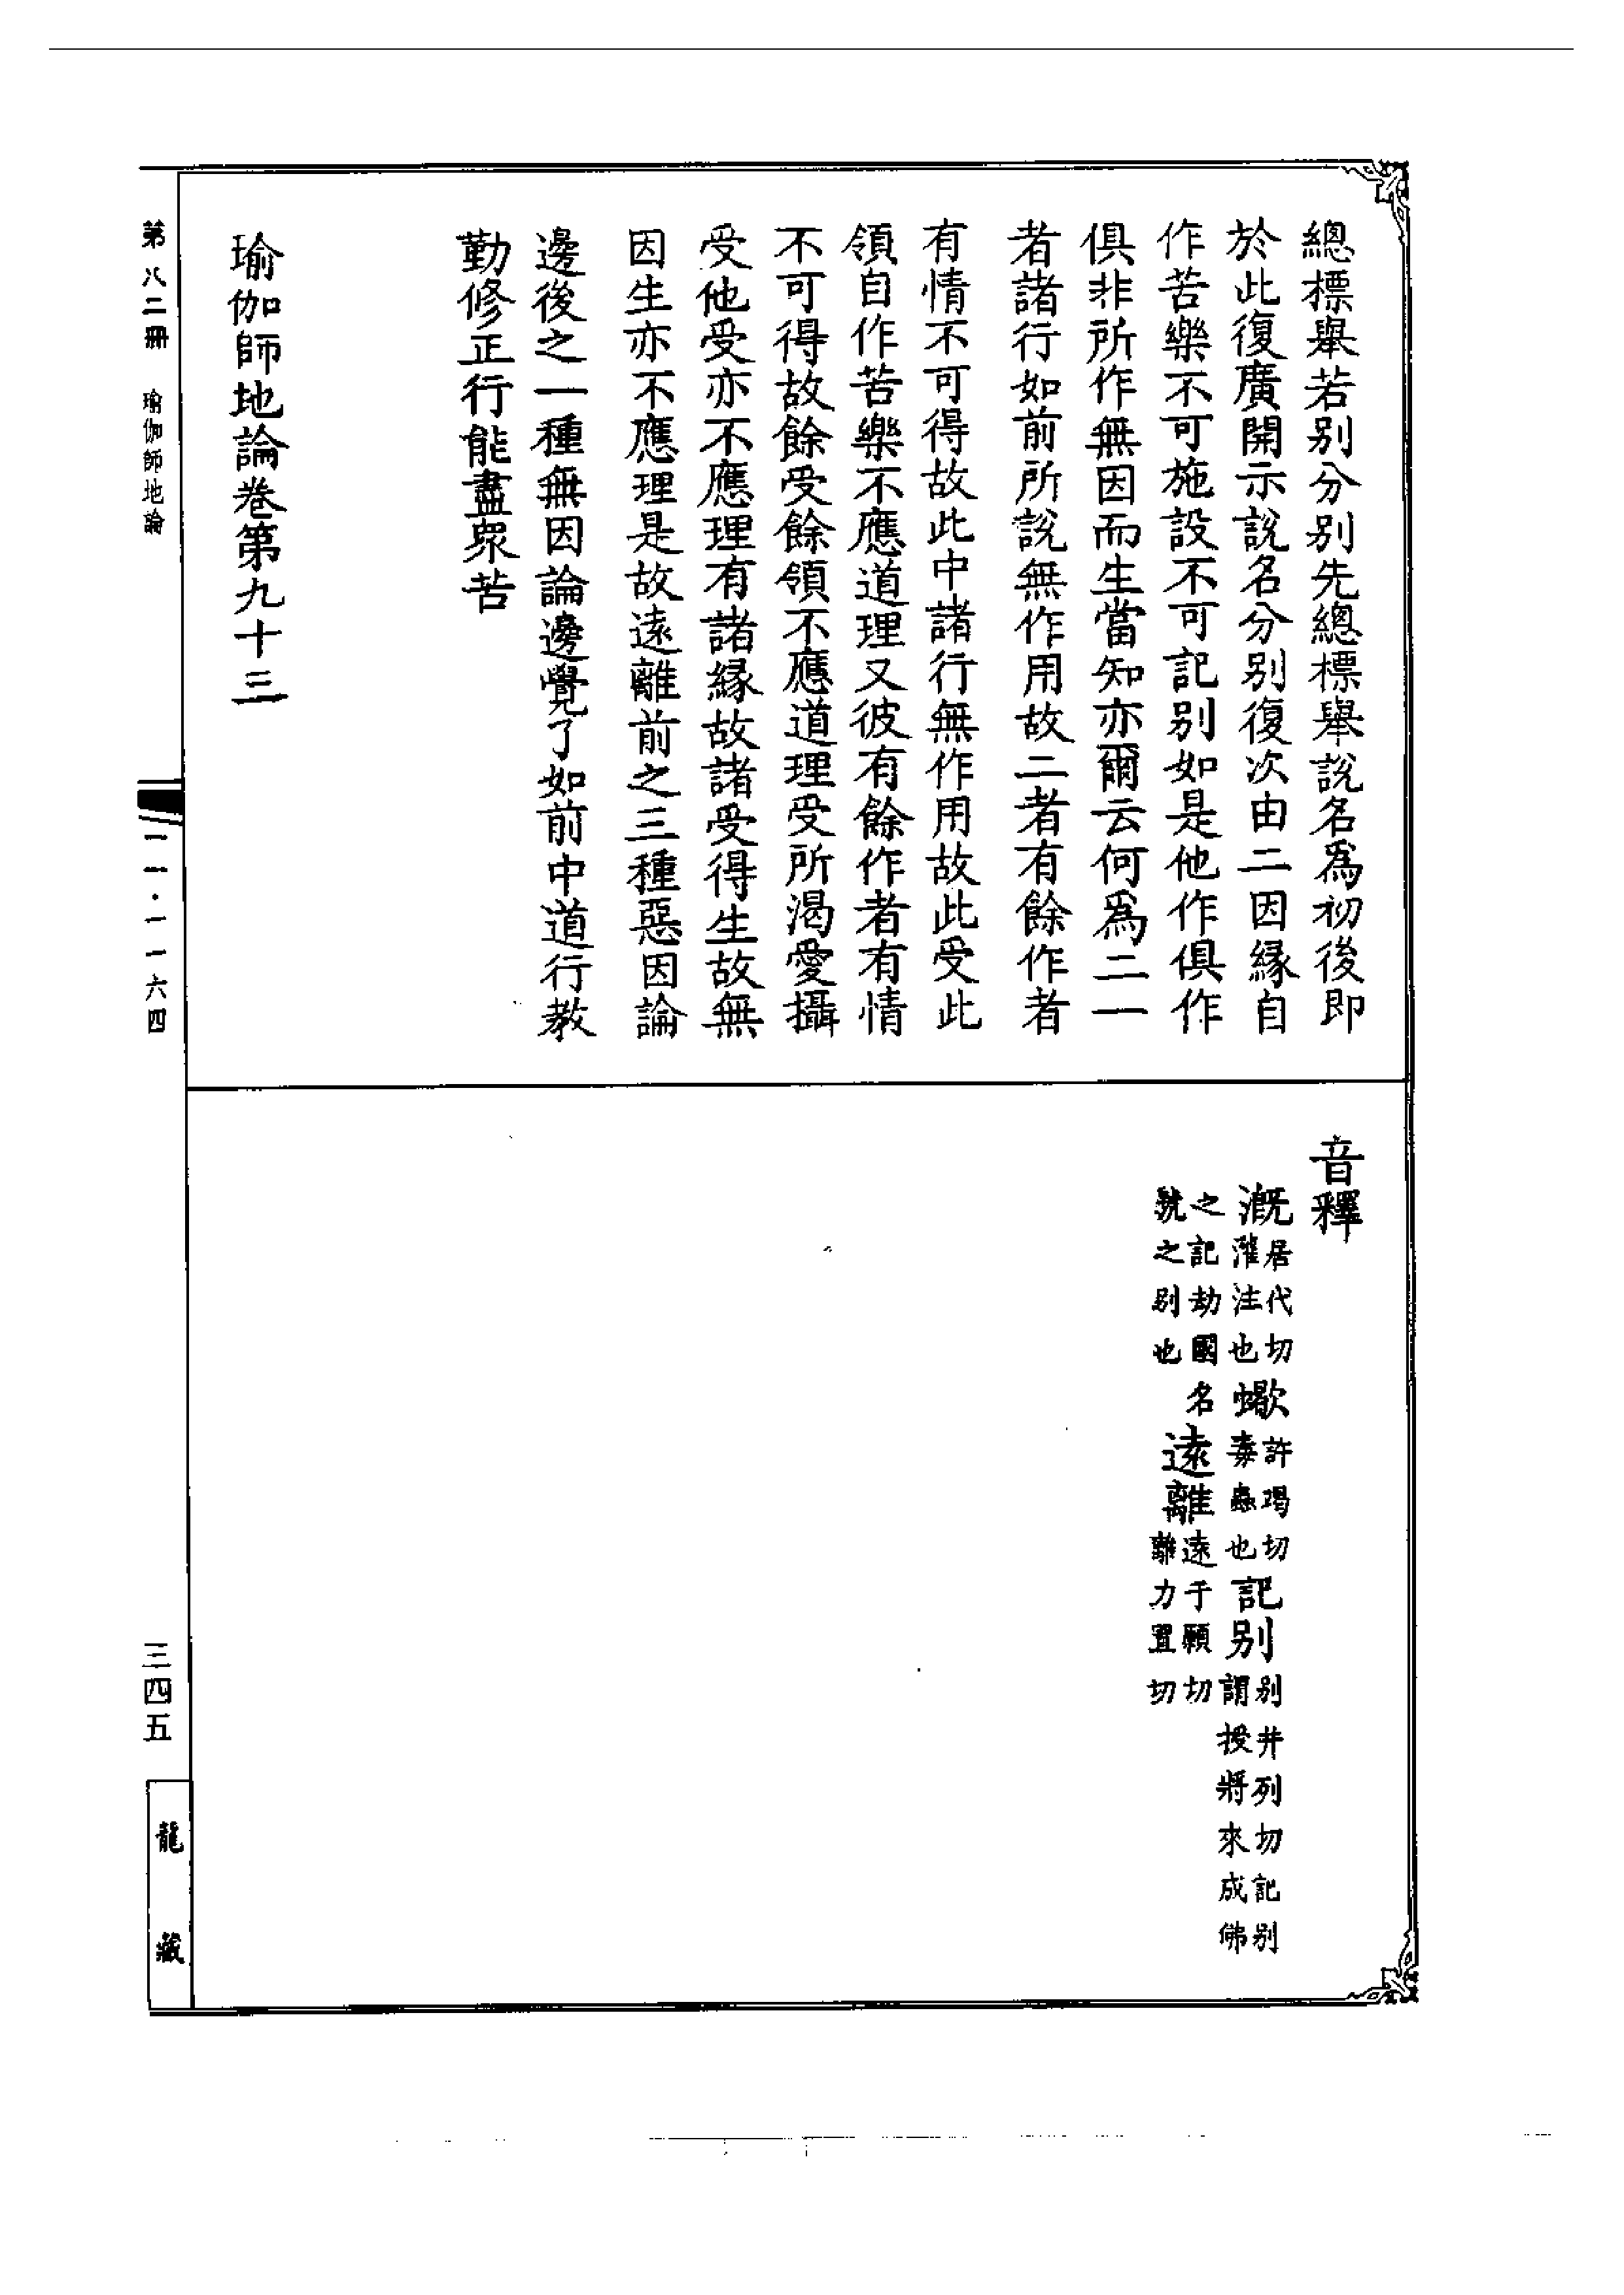 總標舉若别分别先總標舉說名爲初後即
於此復廣開示說名分别復次由二因緣自
作苦樂不可施設不可記别如是他作俱作
俱非所作無因而生當知亦爾云何爲二一
者諸行如前所說無作用故二者有餘作者
有情不可得故此中諸行無作用故此受此
領自作苦樂不應道理又彼有餘作者有情
不可得故餘受餘領不應道理受所渴愛攝
受他受亦不應理有諸緣故諸受得生故無
因生亦不應理是故遠離前之三種惡因論
邊後之一種無因論邊覺了如前中道行教
勤修正行能盡衆苦
瑜伽師地論卷第九十三
音釋
溉居代切灌注也蠍許竭切毒蟲也記别别并列切記别謂授將來成佛
之記劫國名號之别也遠離遠于願切離力置切
第八二冊 瑜伽師地論
一一·一一六四
三四五
龍藏